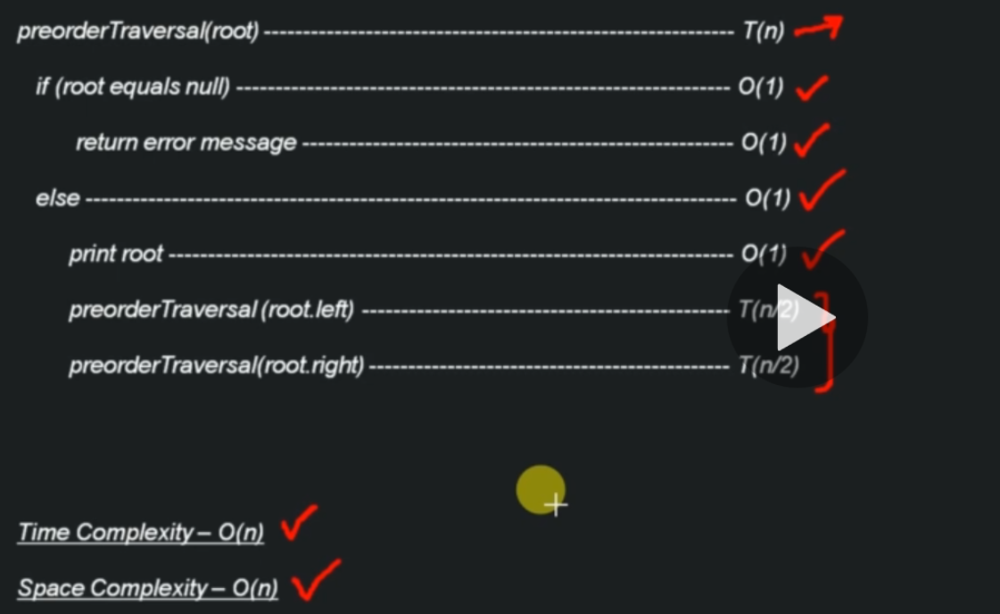 preorderTraversal(root) ------------------------------------------------------------ T(n)
if (root equals null) --------------------------------------------------------------- O(1)
return error message ------------------------------------------------------- O(1)
else ----------------------------------------------------------------------------------- O(1)
print root ------------------------------------------------------------------------ O(1)
preorderTraversal (root.left) ----------------------------------------------- T(n/2)
preorderTraversal(root.right) ---------------------------------------------- T(n/2)
Time Complexity – O(n)
Space Complexity – O(n)